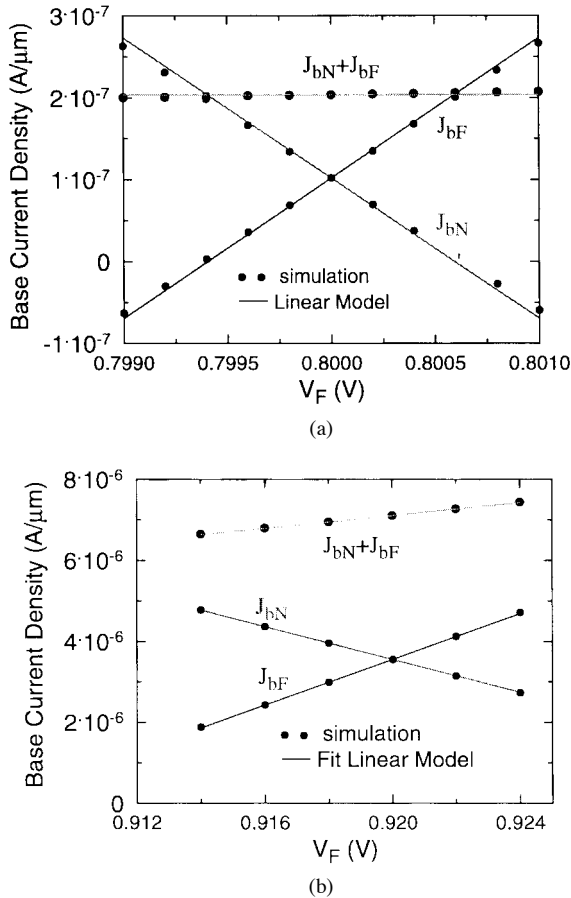 3·10⁻⁷
2·10⁻⁷
1·10⁻⁷
0
-1·10⁻⁷
Base Current Density (A/μm)
J_bN+J_bF
J_bF
J_bN
simulation
Linear Model
0.7990 0.7995 0.8000 0.8005 0.8010
V_F (V)
(a)
8·10⁻⁶
6·10⁻⁶
4·10⁻⁶
2·10⁻⁶
0
Base Current Density (A/μm)
J_bN+J_bF
J_bN
J_bF
simulation
Fit Linear Model
0.912 0.916 0.920 0.924
V_F (V)
(b)